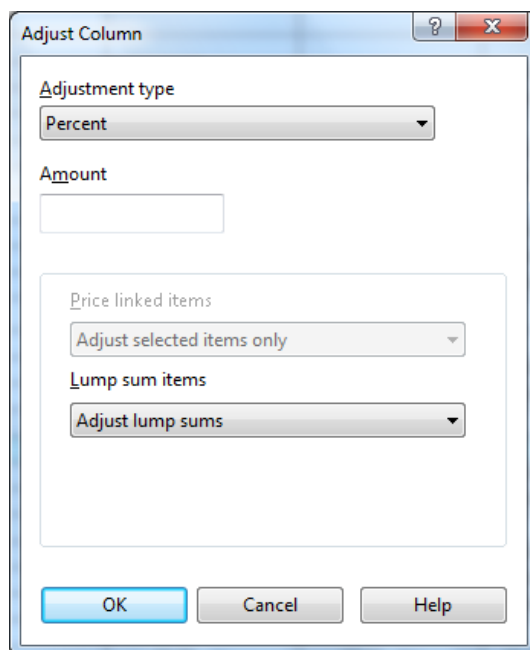 Adjust Column
Adjustment type
Percent
Amount
Price linked items
Adjust selected items only
Lump sum items
Adjust lump sums
OK Cancel Help